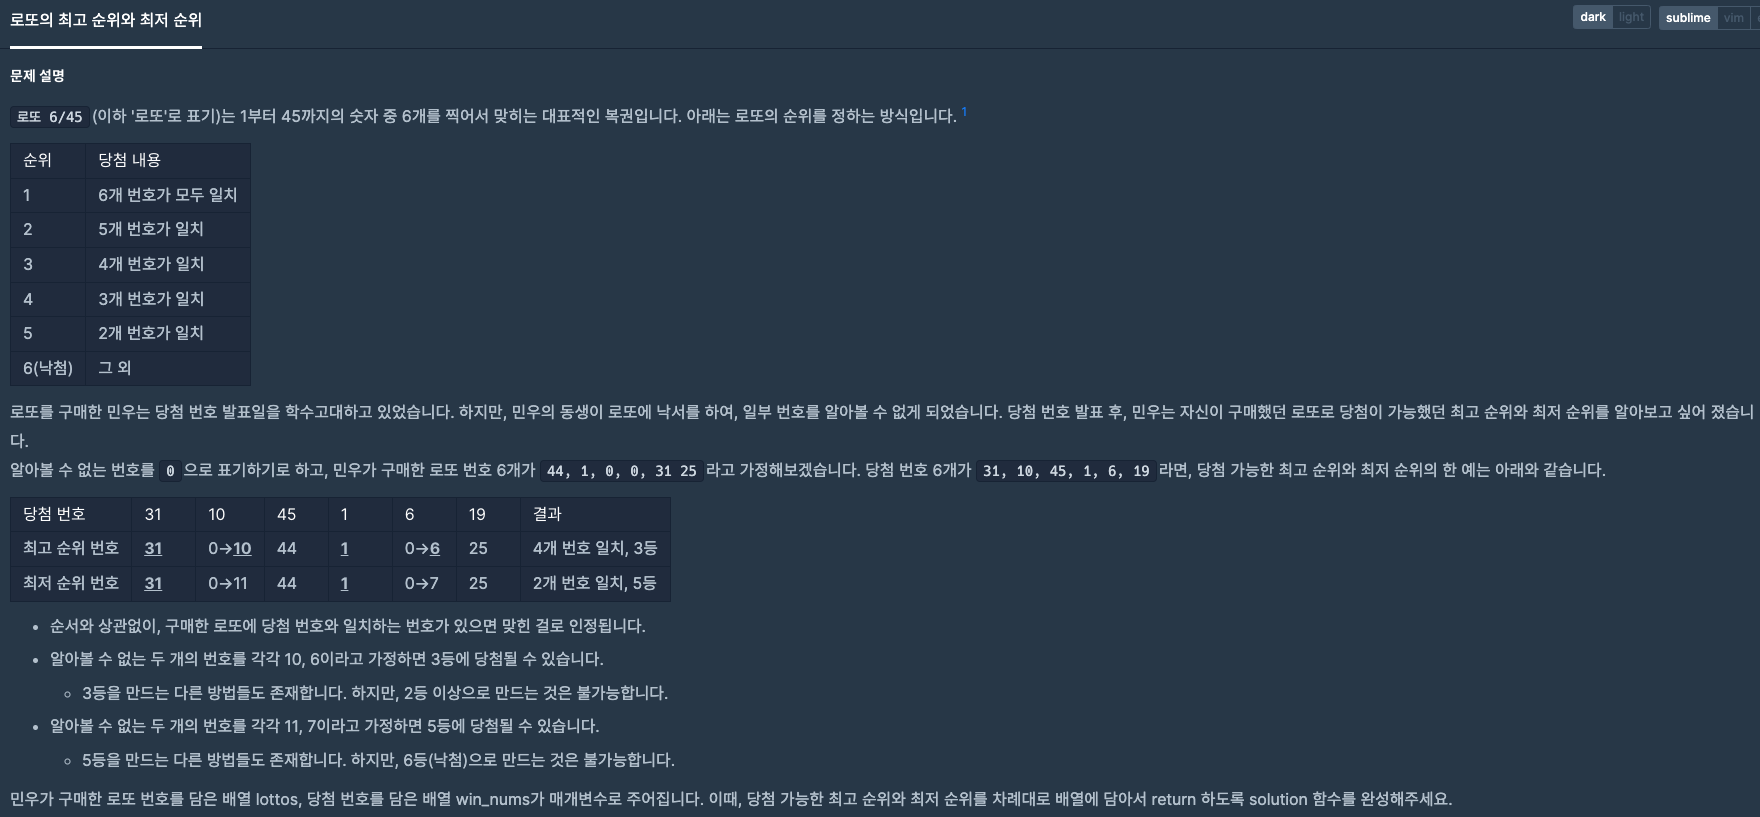 로또의 최고 순위와 최저 순위
dark light sublime vim
문제 설명
로또 6/45 (이하 '로또'로 표기)는 1부터 45까지의 숫자 중 6개를 찍어서 맞히는 대표적인 복권입니다. 아래는 로또의 순위를 정하는 방식입니다. 1
순위 당첨 내용
1 6개 번호가 모두 일치
2 5개 번호가 일치
3 4개 번호가 일치
4 3개 번호가 일치
5 2개 번호가 일치
6(낙첨) 그 외
로또를 구매한 민우는 당첨 번호 발표일을 학수고대하고 있었습니다. 하지만, 민우의 동생이 로또에 낙서를 하여, 일부 번호를 알아볼 수 없게 되었습니다. 당첨 번호 발표 후, 민우는 자신이 구매했던 로또로 당첨이 가능했던 최고 순위와 최저 순위를 알아보고 싶어 졌습니
다.
알아볼 수 없는 번호를 0 으로 표기하기로 하고, 민우가 구매한 로또 번호 6개가 44, 1, 0, 0, 31 25 라고 가정해보겠습니다. 당첨 번호 6개가 31, 10, 45, 1, 6, 19 라면, 당첨 가능한 최고 순위와 최저 순위의 한 예는 아래와 같습니다.
당첨 번호 31 10 45 1 6 19 결과
최고 순위 번호 31 0→10 44 1 0→6 25 4개 번호 일치, 3등
최저 순위 번호 31 0→11 44 1 0→7 25 2개 번호 일치, 5등
• 순서와 상관없이, 구매한 로또에 당첨 번호와 일치하는 번호가 있으면 맞힌 걸로 인정됩니다.
• 알아볼 수 없는 두 개의 번호를 각각 10, 6이라고 가정하면 3등에 당첨될 수 있습니다.
◦ 3등을 만드는 다른 방법들도 존재합니다. 하지만, 2등 이상으로 만드는 것은 불가능합니다.
• 알아볼 수 없는 두 개의 번호를 각각 11, 7이라고 가정하면 5등에 당첨될 수 있습니다.
◦ 5등을 만드는 다른 방법들도 존재합니다. 하지만, 6등(낙첨)으로 만드는 것은 불가능합니다.
민우가 구매한 로또 번호를 담은 배열 lottos, 당첨 번호를 담은 배열 win_nums가 매개변수로 주어집니다. 이때, 당첨 가능한 최고 순위와 최저 순위를 차례대로 배열에 담아서 return 하도록 solution 함수를 완성해주세요.